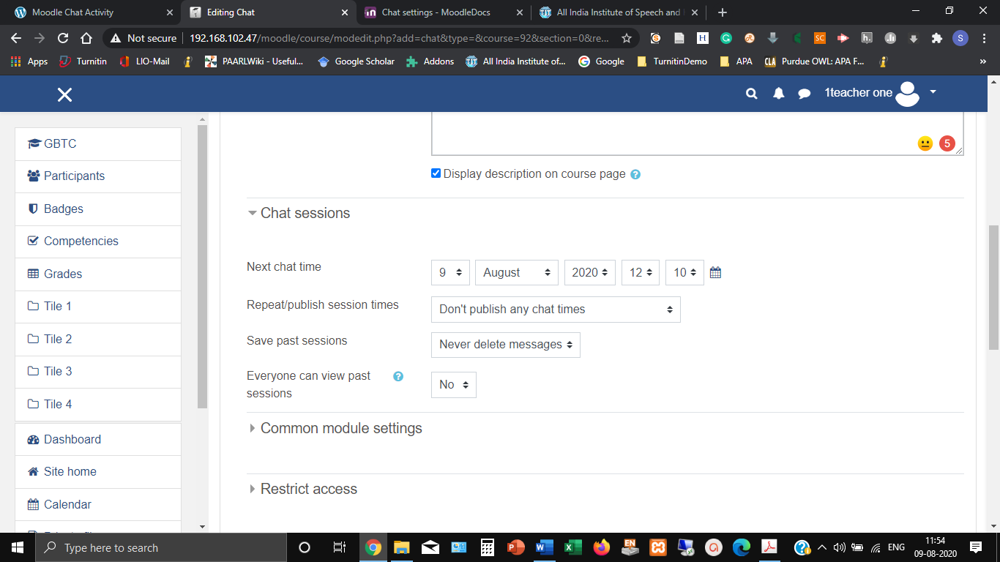 Moodle Chat Activity
Editing Chat
Chat settings - MoodleDocs
All India Institute of Speech and
Not secure | 192.168.102.47/moodle/course/modedit.php?add=chat&type=&course=92&section=0&re...
Apps
Turnitin
LIO-Mail
PAARLWiki - Useful...
Google Scholar
Addons
All India Institute of...
Google
TurnitinDemo
APA
Purdue OWL: APA F...
»
1teacher one
GBTC
Participants
Badges
Competencies
Grades
Tile 1
Tile 2
Tile 3
Tile 4
Dashboard
Site home
Calendar
5
Display description on course page
Chat sessions
Next chat time
9 August 2020 12 10
Repeat/publish session times
Don't publish any chat times
Save past sessions
Never delete messages
Everyone can view past
sessions
No
Common module settings
Restrict access
Type here to search
ENG
11:54
09-08-2020